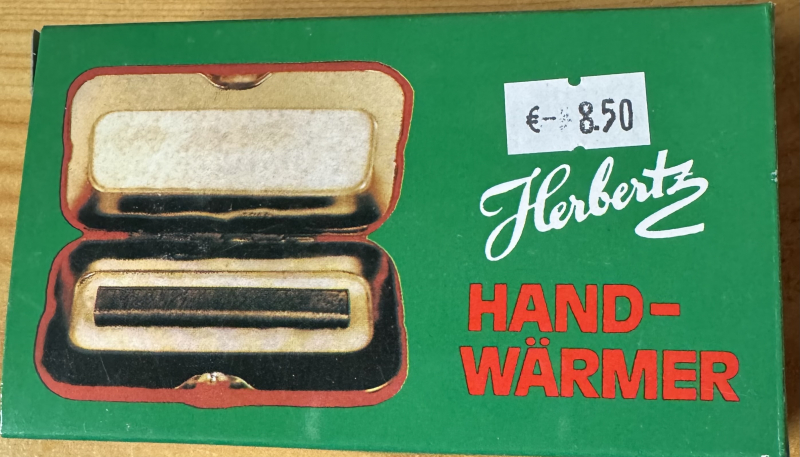 €- 8.50
Herbertz
HAND-
WÄRMER